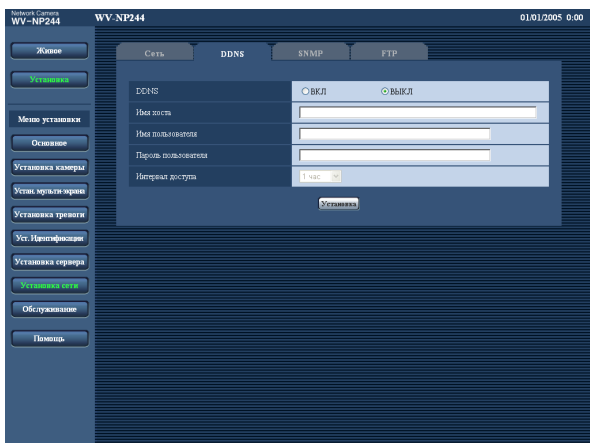 Network Camera
WV-NP244
WV-NP244
01/01/2005 0:00
Живое
Установка
Меню установки
Основное
Установка камеры
Устан. мульти-экрана
Установка тревоги
Уст. Идентификации
Установка сервера
Установка сети
Обслуживание
Помощь
Сеть
DDNS
SNMP
FTP
DDNS
ВКЛ
ВЫКЛ
Имя хоста
Имя пользователя
Пароль пользователя
Интервал доступа
1 час
Установка